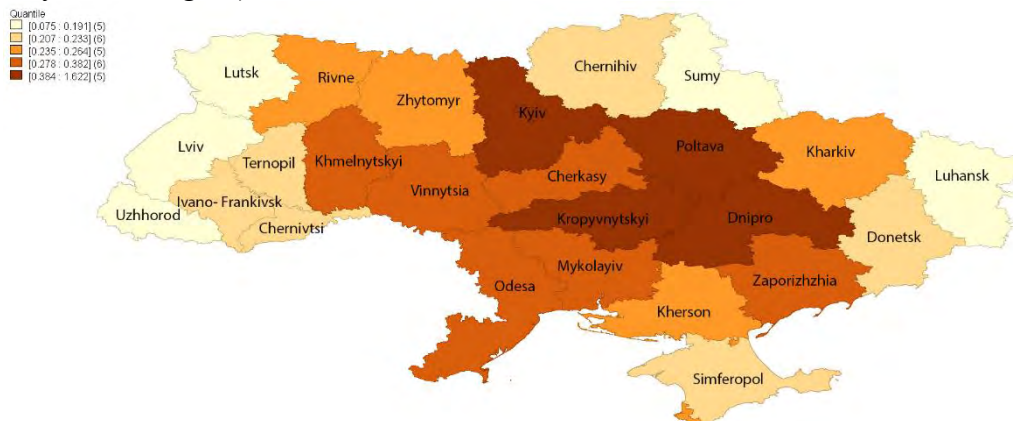 Quantile
[0.075 : 0.191] (5)
[0.207 : 0.233] (6)
[0.235 : 0.264] (5)
[0.278 : 0.382] (6)
[0.384 : 1.622] (5)
Lutsk
Rivne
Zhytomyr
Kyiv
Chernihiv
Sumy
Lviv
Ternopil
Khmelnytskyi
Vinnytsia
Cherkasy
Poltava
Kharkiv
Luhansk
Uzhhorod
Ivano- Frankivsk
Chernivtsi
Kropyvnytskyi
Dnipro
Donetsk
Odesa
Mykolayiv
Kherson
Zaporizhzhia
Simferopol